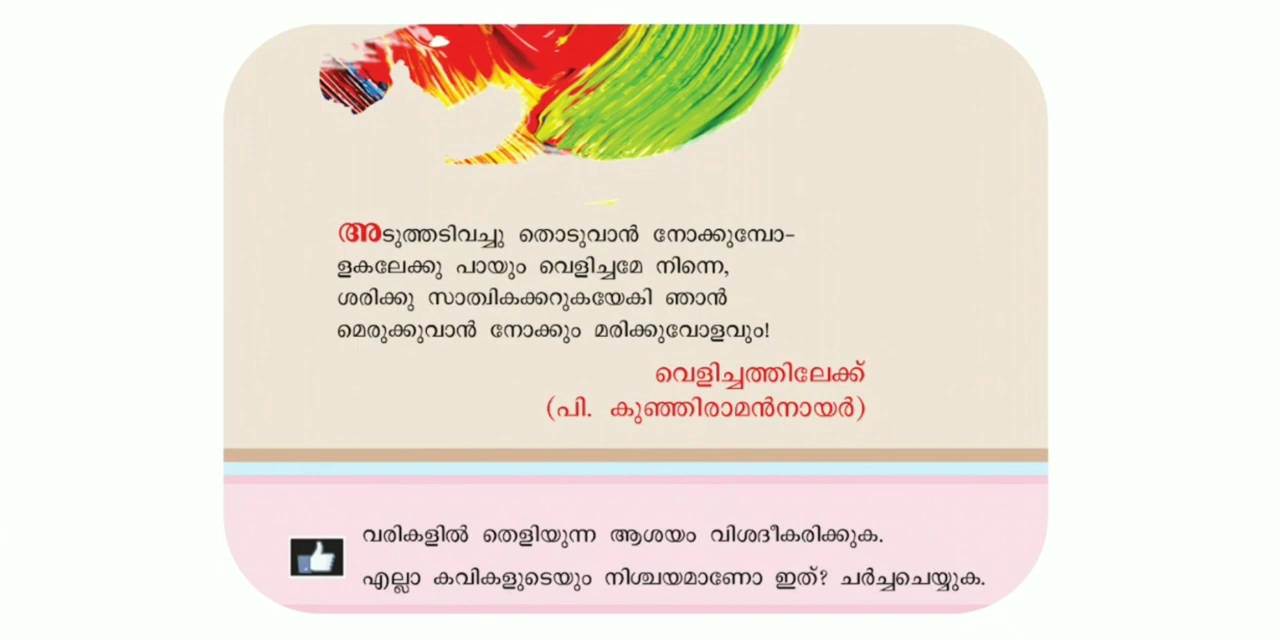 അടുത്തടിവച്ചു തൊടുവാൻ നോക്കുമ്പോ-
ളകലേക്കു പായും വെളിച്ചമേ നിന്നെ,
ശരിക്കു സാത്വികക്കറുകയേകി ഞാൻ
മെരുക്കുവാൻ നോക്കും മരിക്കുവോളവും!
വെളിച്ചത്തിലേക്ക്
(പി. കുഞ്ഞിരാമൻനായർ)
വരികളിൽ തെളിയുന്ന ആശയം വിശദീകരിക്കുക.
എല്ലാ കവികളുടെയും നിശ്ചയമാണോ ഇത്? ചർച്ചചെയ്യുക.